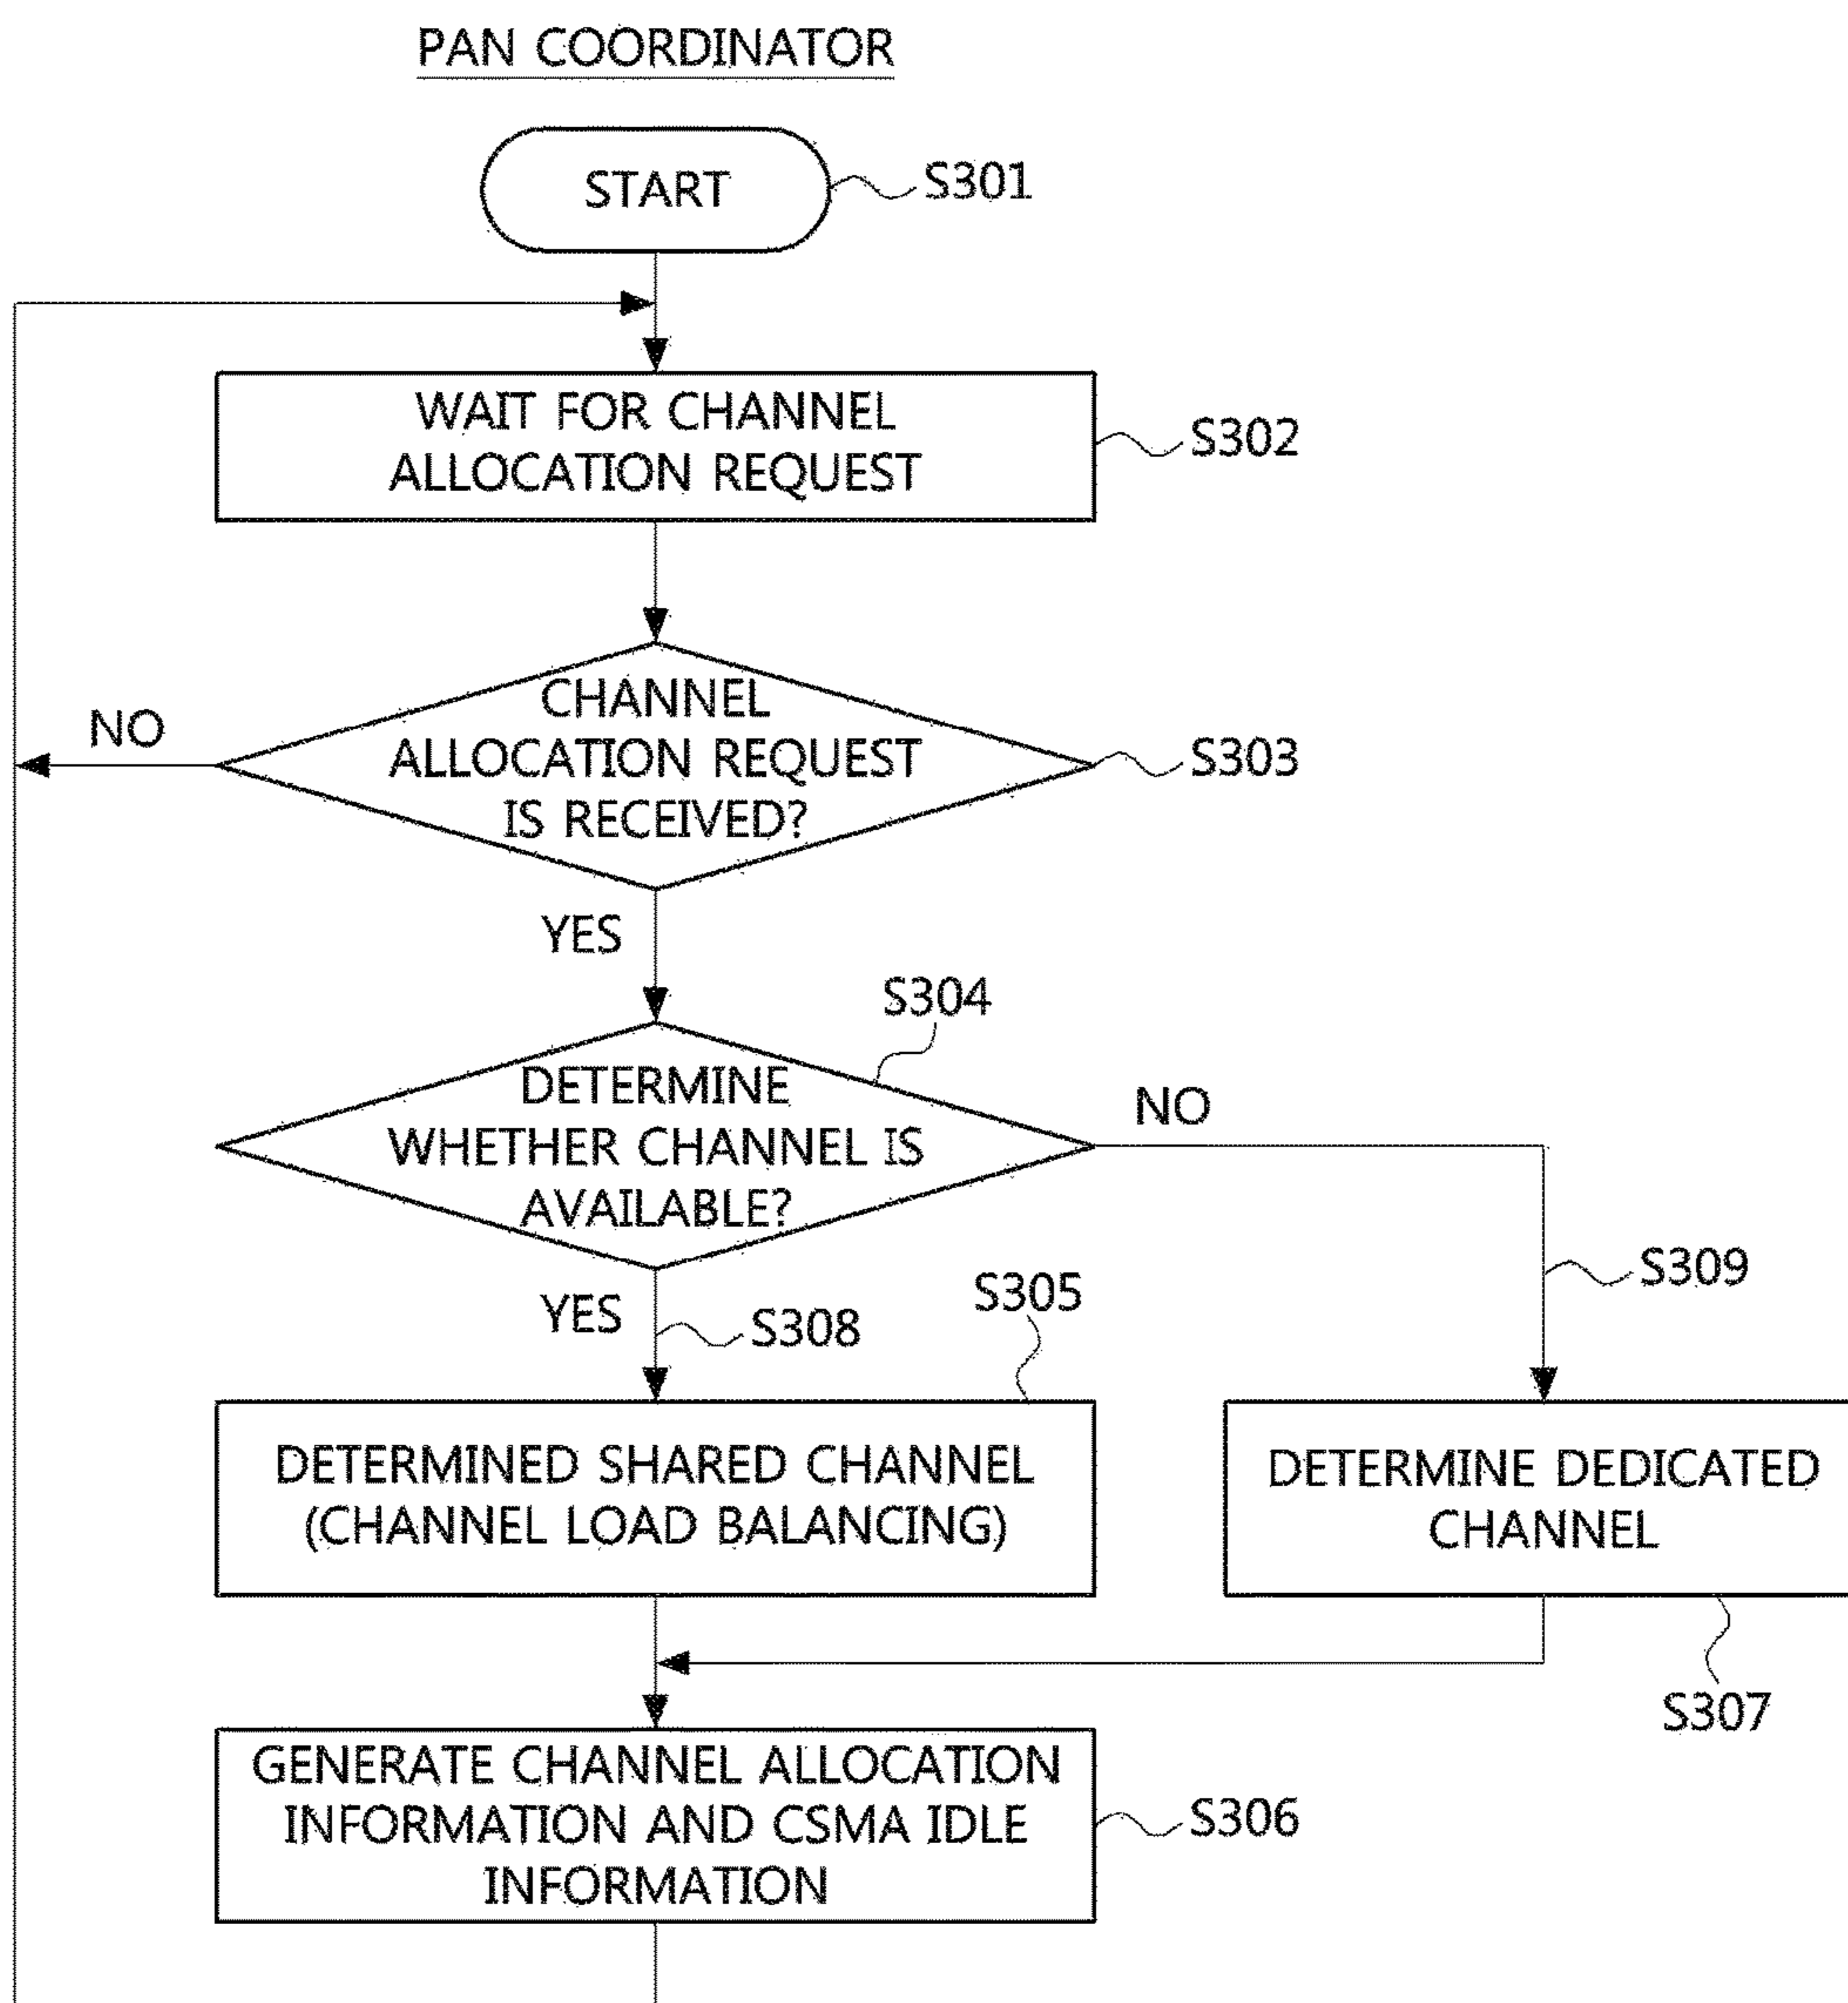 PAN COORDINATOR
START
S301
WAIT FOR CHANNEL
ALLOCATION REQUEST
S302
CHANNEL
ALLOCATION REQUEST
IS RECEIVED?
S303
NO
YES
S304
DETERMINE
WHETHER CHANNEL IS
AVAILABLE?
NO
S309
YES
S308
S305
DETERMINED SHARED CHANNEL
(CHANNEL LOAD BALANCING)
DETERMINE DEDICATED
CHANNEL
S307
GENERATE CHANNEL ALLOCATION
INFORMATION AND CSMA IDLE
INFORMATION
S306